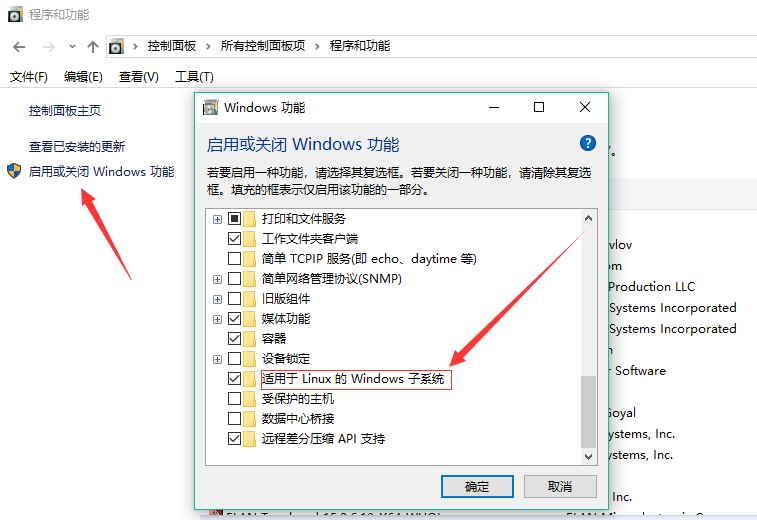 程序和功能
控制面板 > 所有控制面板项 > 程序和功能
文件(F) 编辑(E) 查看(V) 工具(T)
控制面板主页
查看已安装的更新
启用或关闭 Windows 功能
Windows 功能
启用或关闭 Windows 功能
若要启用一种功能，请选择其复选框。若要关闭一种功能，请清除其复选
框。填充的框表示仅启用该功能的一部分。
打印和文件服务
工作文件夹客户端
简单 TCPIP 服务(即 echo、daytime 等)
简单网络管理协议(SNMP)
旧版组件
媒体功能
容器
设备锁定
适用于 Linux 的 Windows 子系统
受保护的主机
数据中心桥接
远程差分压缩 API 支持
确定 取消
vlov
om
Production LLC
Systems Incorporated
Systems Incorporated
r Software
Goyal
ystems, Inc.
ystems, Inc.
Inc.